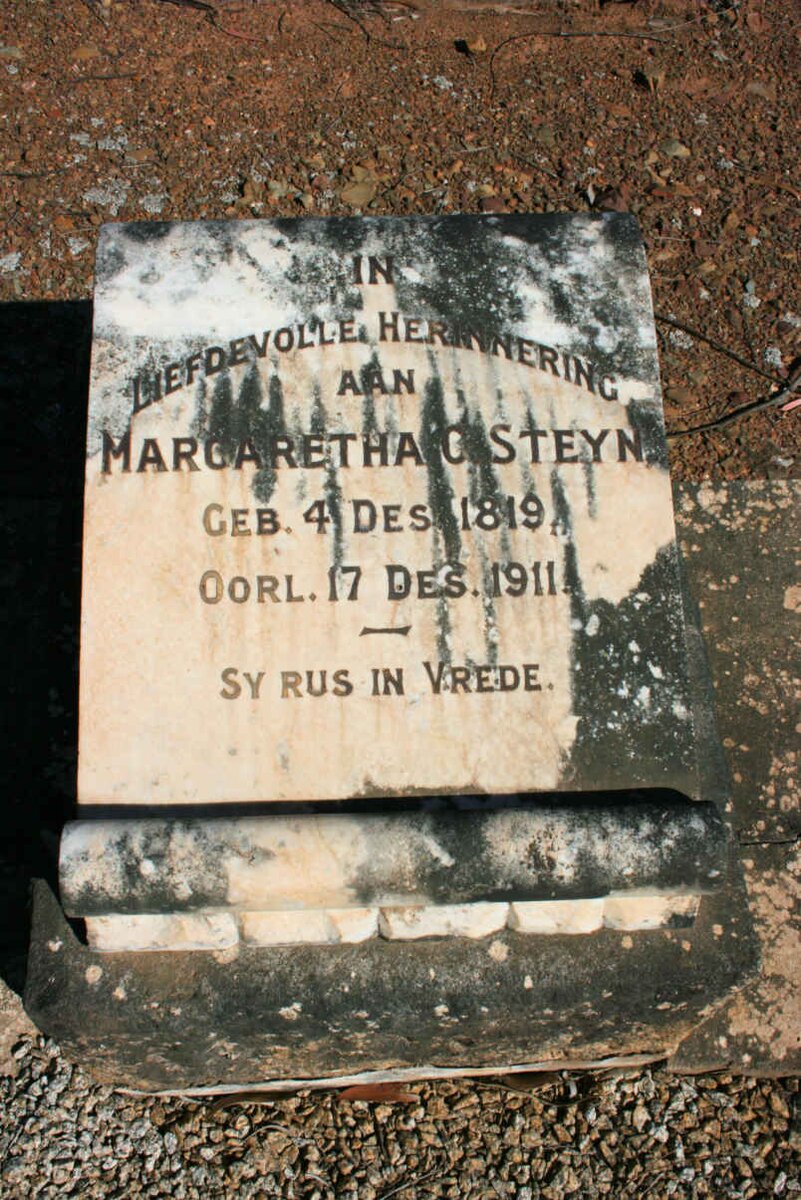 IN
LIEFDEVOLLE HERINNERING
AAN
MARGARETHA C. STEYN
GEB. 4 DES. 1819,
OORL. 17 DES. 1911.
SY RUS IN VREDE.